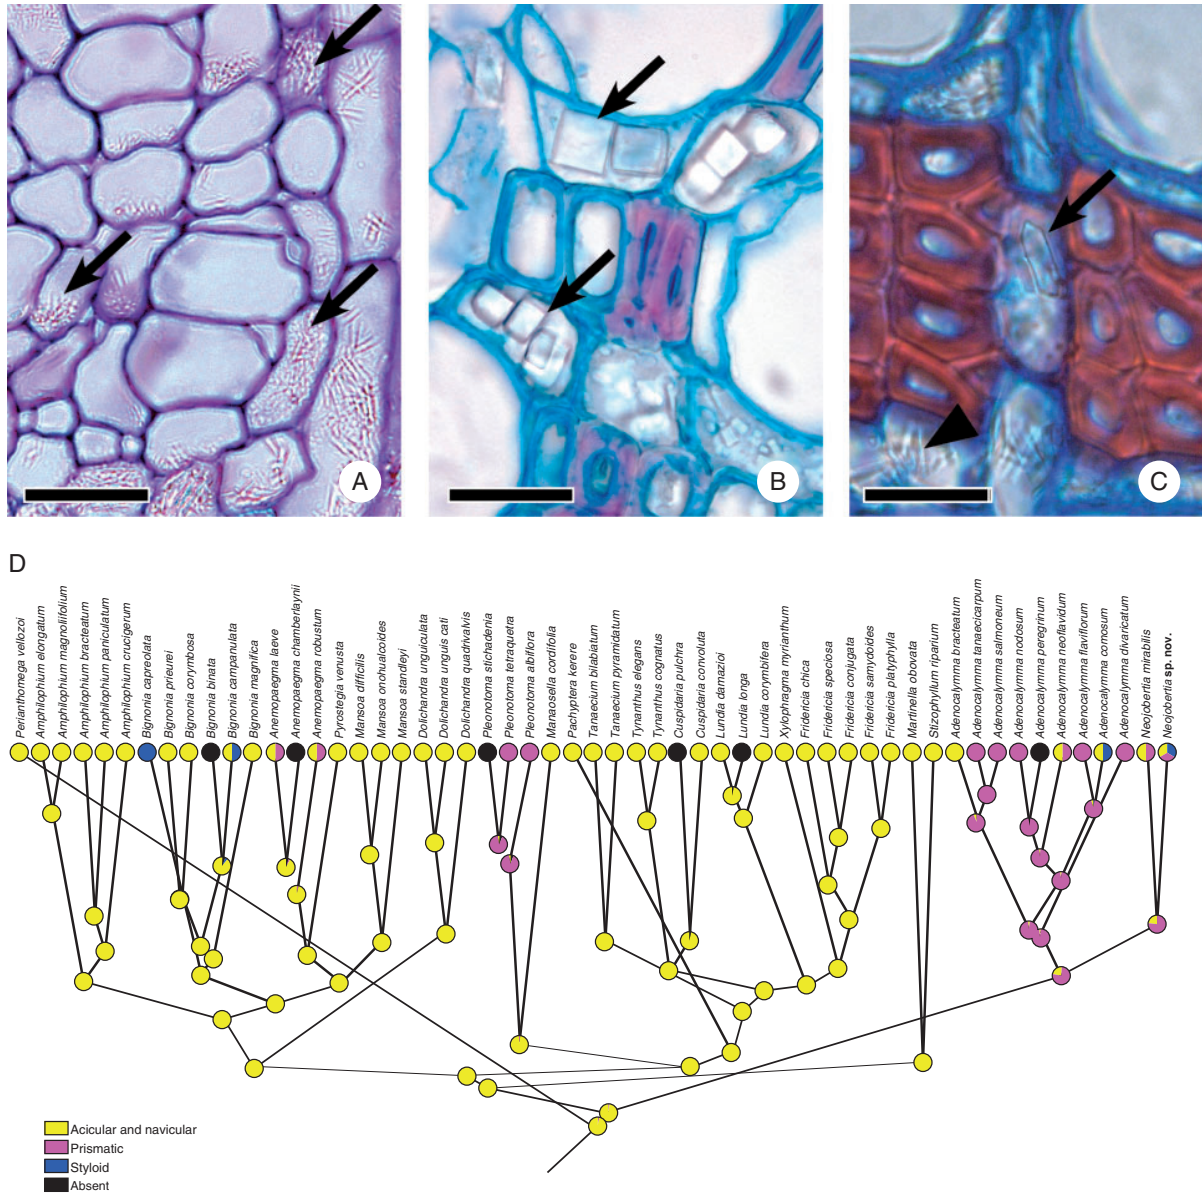 A
B
C
D
Perianthomega vellozoi
Amphilophium elongatum
Amphilophium magnoliifolium
Amphilophium bracteatum
Amphilophium paniculatum
Amphilophium crucigerum
Bignonia capreolata
Bignonia prieurei
Bignonia corymbosa
Bignonia binata
Bignonia campanulata
Bignonia magnifica
Anemopaegma laeve
Anemopaegma chamberlaynii
Anemopaegma robustum
Pyrostegia venusta
Mansoa difficilis
Mansoa onohualcoides
Mansoa standleyi
Dolichandra unguiculata
Dolichandra unguis cati
Dolichandra quadrivalvis
Pleonotoma stichadenia
Pleonotoma tetraquetra
Pleonotoma albiflora
Manaosella cordifolia
Pachyptera kerere
Tanaecium bilabiatum
Tanaecium pyramidatum
Tynanthus elegans
Tynanthus cognatus
Cuspidaria pulchra
Cuspidaria convoluta
Lundia damazioi
Lundia longa
Lundia corymbifera
Xylophragma myrianthum
Fridericia chica
Fridericia speciosa
Fridericia conjugata
Fridericia samydoides
Fridericia platyphylla
Martinella obovata
Stizophyllum riparium
Adenocalymma bracteatum
Adenocalymma tanaeciicarpum
Adenocalymma salmoneum
Adenocalymma nodosum
Adenocalymma peregrinum
Adenocalymma neoflavidum
Adenocalymma flaviflorum
Adenocalymma comosum
Adenocalymma divaricatum
Neojobertia mirabilis
Neojobertia sp. nov.
Acicular and navicular
Prismatic
Styloid
Absent